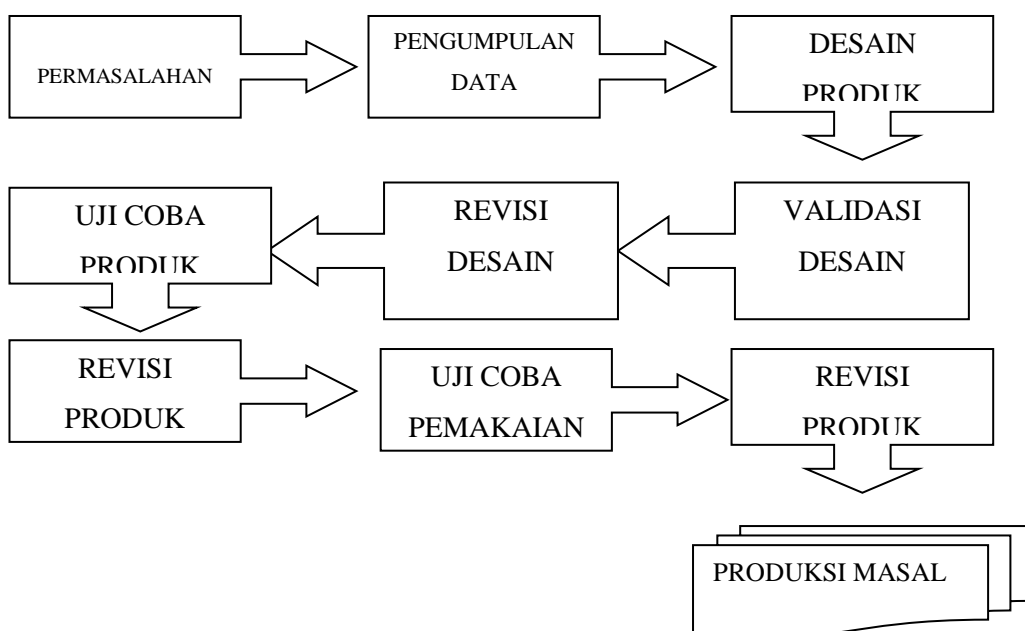 PERMASALAHAN
PENGUMPULAN
DATA
DESAIN
PRODUK
VALIDASI
DESAIN
REVISI
DESAIN
UJI COBA
PRODUK
REVISI
PRODUK
UJI COBA
PEMAKAIAN
REVISI
PRODUK
PRODUKSI MASAL